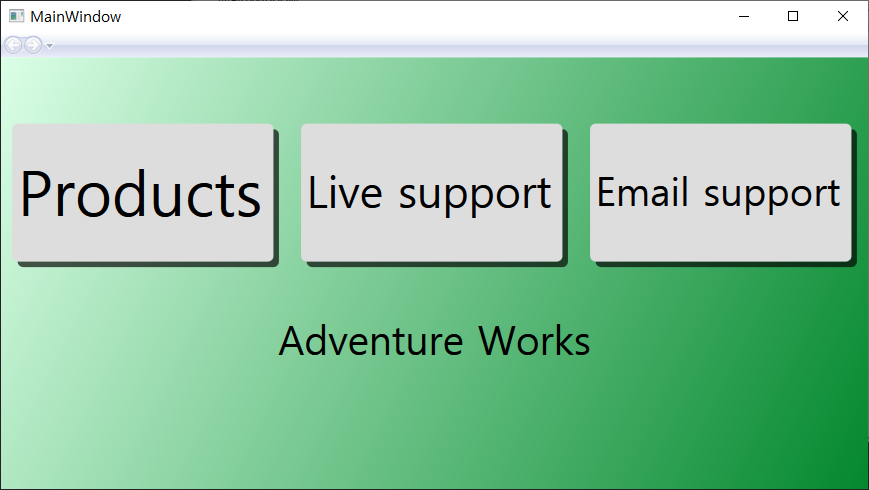 MainWindow
Products
Live support
Email support
Adventure Works